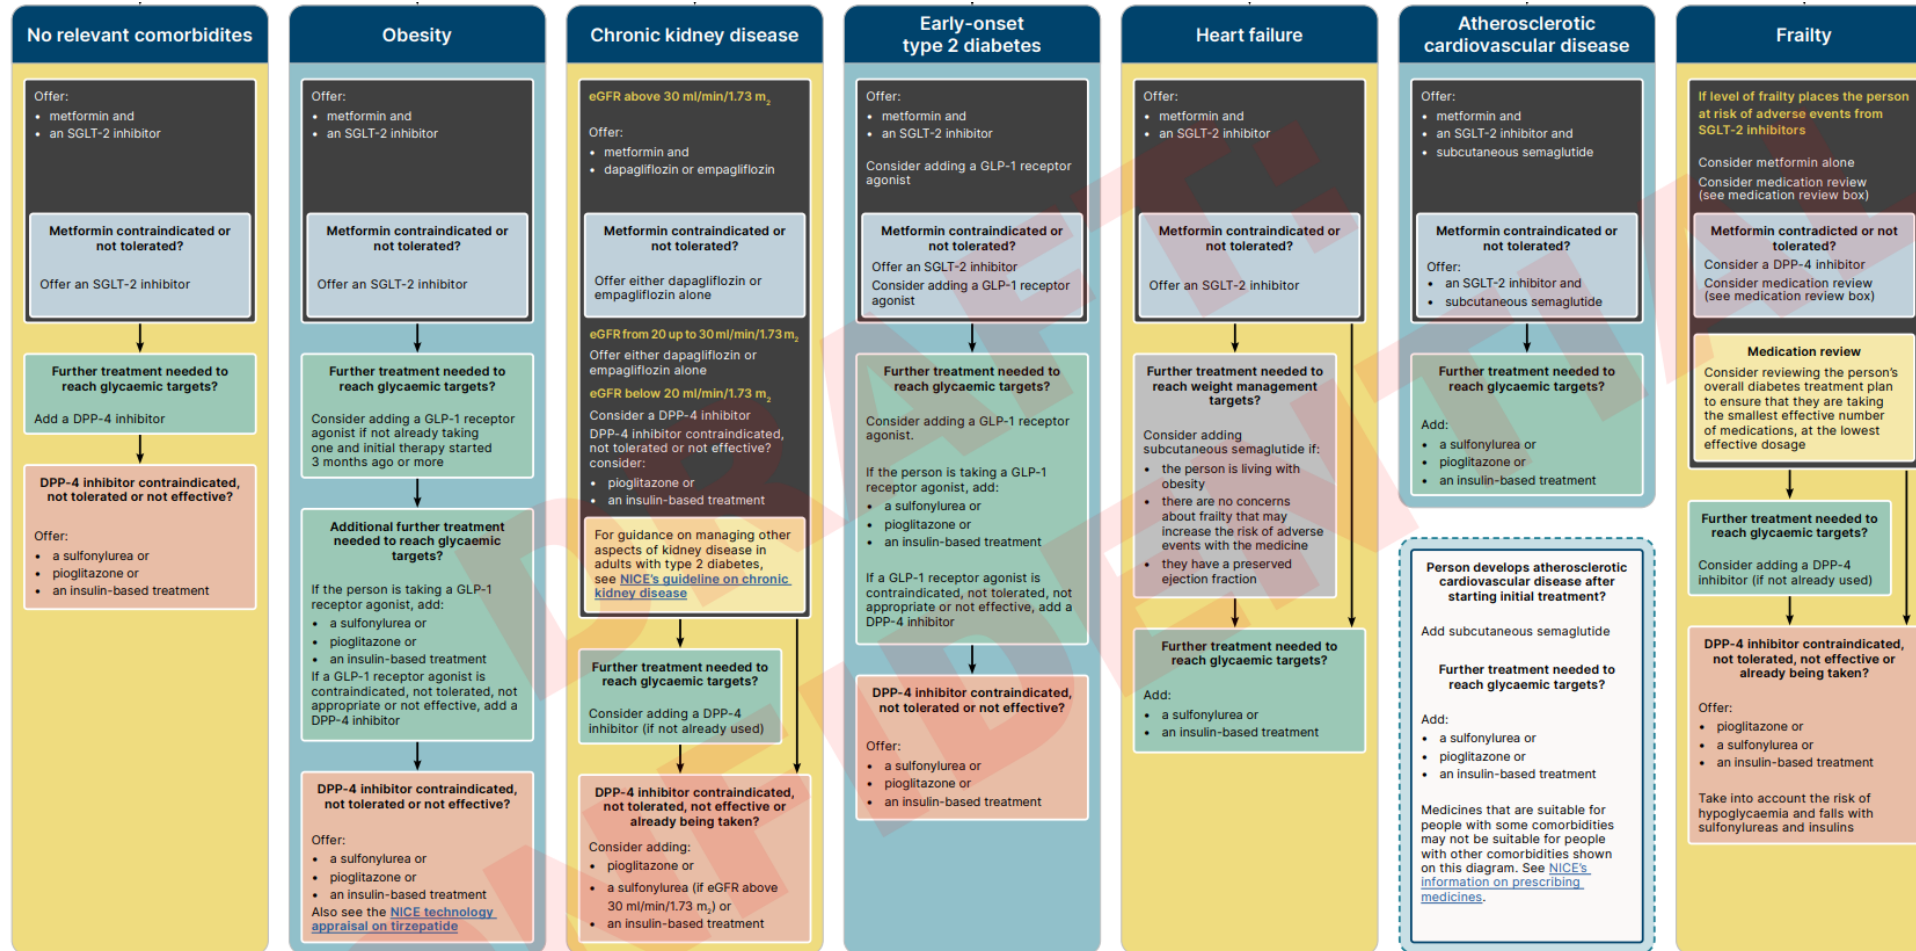 No relevant comorbidites
Offer:
• metformin and
• an SGLT-2 inhibitor
Metformin contraindicated or
not tolerated?
Offer an SGLT-2 inhibitor
Further treatment needed to
reach glycaemic targets?
Add a DPP-4 inhibitor
DPP-4 inhibitor contraindicated,
not tolerated or not effective?
Offer:
• a sulfonylurea or
• pioglitazone or
• an insulin-based treatment
Obesity
Offer:
• metformin and
• an SGLT-2 inhibitor
Metformin contraindicated or
not tolerated?
Offer an SGLT-2 inhibitor
Further treatment needed to
reach glycaemic targets?
Consider adding a GLP-1 receptor
agonist if not already taking
one and initial therapy started
3 months ago or more
Additional further treatment
needed to reach glycaemic
targets?
If the person is taking a GLP-1
receptor agonist, add:
• a sulfonylurea or
• pioglitazone or
• an insulin-based treatment
If a GLP-1 receptor agonist is
contraindicated, not tolerated, not
appropriate or not effective, add a
DPP-4 inhibitor
DPP-4 inhibitor contraindicated,
not tolerated or not effective?
Offer:
• a sulfonylurea or
• pioglitazone or
• an insulin-based treatment
Also see the NICE technology
appraisal on tirzepatide
Chronic kidney disease
eGFR above 30 ml/min/1.73 m₂
Offer:
• metformin and
• dapagliflozin or empagliflozin
Metformin contraindicated or
not tolerated?
Offer either dapagliflozin or
empagliflozin alone
eGFR from 20 up to 30 ml/min/1.73 m₂
Offer either dapagliflozin or
empagliflozin alone
eGFR below 20 ml/min/1.73 m₂
Consider a DPP-4 inhibitor
DPP-4 inhibitor contraindicated,
not tolerated or not effective?
consider:
• pioglitazone or
• an insulin-based treatment
For guidance on managing other
aspects of kidney disease in
adults with type 2 diabetes,
see NICE's guideline on chronic
kidney disease
Further treatment needed to
reach glycaemic targets?
Consider adding a DPP-4
inhibitor (if not already used)
DPP-4 inhibitor contraindicated,
not tolerated, not effective or
already being taken?
Consider adding:
• pioglitazone or
• a sulfonylurea (if eGFR above
30 ml/min/1.73 m₂) or
• an insulin-based treatment
Early-onset
type 2 diabetes
Offer:
• metformin and
• an SGLT-2 inhibitor
Consider adding a GLP-1 receptor
agonist
Metformin contraindicated or
not tolerated?
Offer an SGLT-2 inhibitor
Consider adding a GLP-1 receptor
agonist
Further treatment needed to
reach glycaemic targets?
Consider adding a GLP-1 receptor
agonist.
If the person is taking a GLP-1
receptor agonist, add:
• a sulfonylurea or
• pioglitazone or
• an insulin-based treatment
If a GLP-1 receptor agonist is
contraindicated, not tolerated, not
appropriate or not effective, add a
DPP-4 inhibitor
DPP-4 inhibitor contraindicated,
not tolerated or not effective?
Offer:
• a sulfonylurea or
• pioglitazone or
• an insulin-based treatment
Heart failure
Offer:
• metformin and
• an SGLT-2 inhibitor
Metformin contraindicated or
not tolerated?
Offer an SGLT-2 inhibitor
Further treatment needed to
reach weight management
targets?
Consider adding
subcutaneous semaglutide if:
• the person is living with
obesity
• there are no concerns
about frailty that may
increase the risk of adverse
events with the medicine
• they have a preserved
ejection fraction
Further treatment needed to
reach glycaemic targets?
Add:
• a sulfonylurea or
• an insulin-based treatment
Atherosclerotic
cardiovascular disease
Offer:
• metformin and
• an SGLT-2 inhibitor and
• subcutaneous semaglutide
Metformin contraindicated or
not tolerated?
Offer:
• an SGLT-2 inhibitor and
• subcutaneous semaglutide
Further treatment needed to
reach glycaemic targets?
Add:
• a sulfonylurea or
• pioglitazone or
• an insulin-based treatment
Person develops atherosclerotic
cardiovascular disease after
starting initial treatment?
Add subcutaneous semaglutide
Further treatment needed to
reach glycaemic targets?
Add:
• a sulfonylurea or
• pioglitazone or
• an insulin-based treatment
Medicines that are suitable for
people with some comorbidities
may not be suitable for people
with other comorbidities shown
on this diagram. See NICE's
information on prescribing
medicines.
Frailty
If level of frailty places the person
at risk of adverse events from
SGLT-2 inhibitors
Consider metformin alone
Consider medication review
(see medication review box)
Metformin contradicted or not
tolerated?
Consider a DPP-4 inhibitor
Consider medication review
(see medication review box)
Medication review
Consider reviewing the person's
overall diabetes treatment plan
to ensure that they are taking
the smallest effective number
of medications, at the lowest
effective dosage
Further treatment needed to
reach glycaemic targets?
Consider adding a DPP-4
inhibitor (if not already used)
DPP-4 inhibitor contraindicated,
not tolerated, not effective or
already being taken?
Offer:
• pioglitazone or
• a sulfonylurea or
• an insulin-based treatment
Take into account the risk of
hypoglycaemia and falls with
sulfonylureas and insulins
DRAFT: